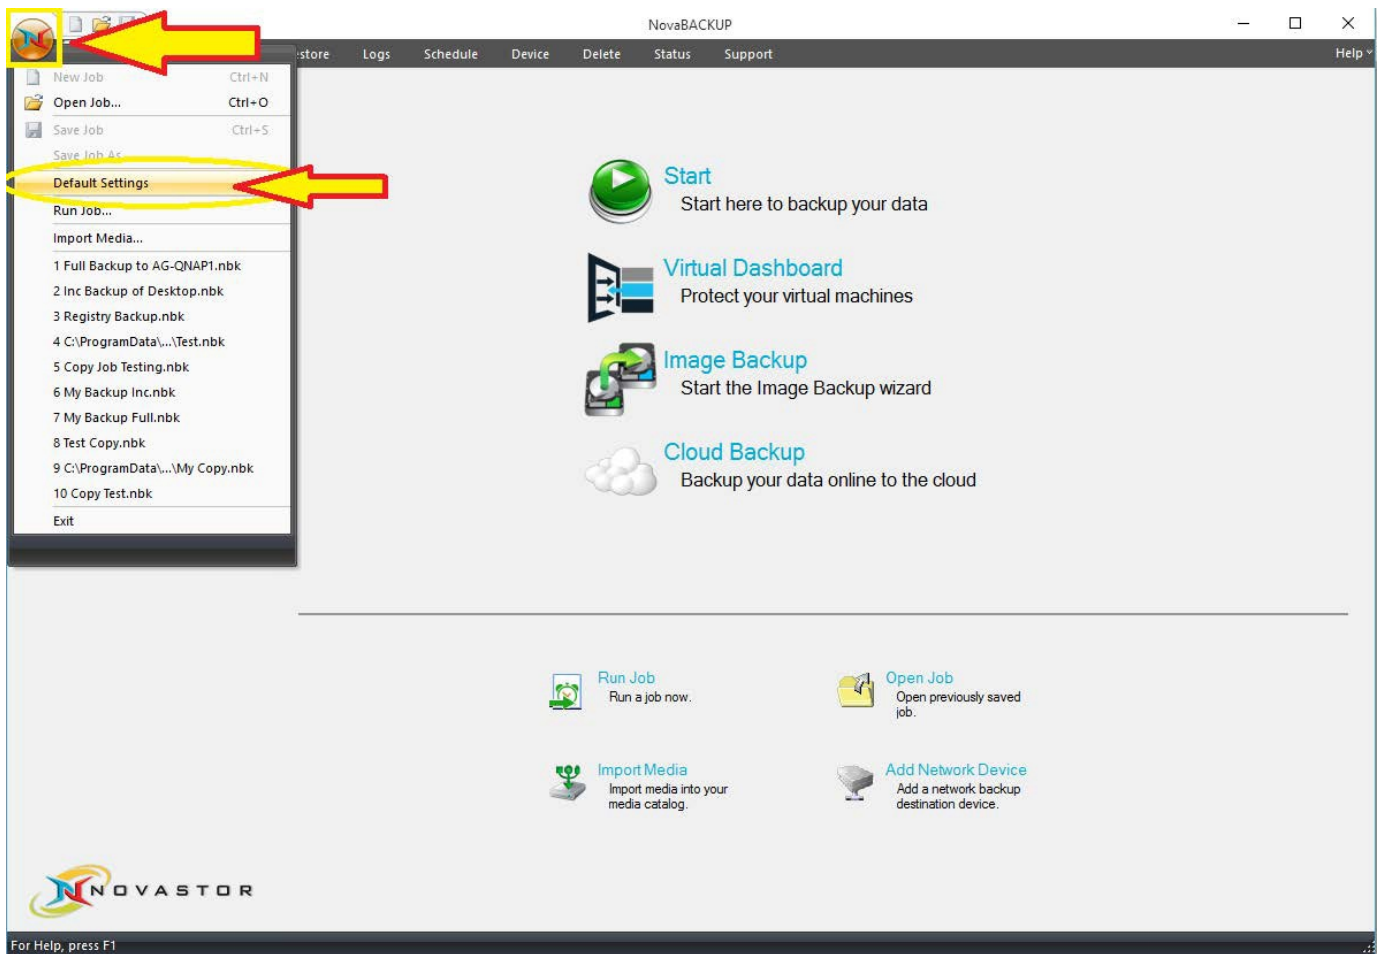 NovaBACKUP
store Logs Schedule Device Delete Status Support Help
New Job Ctrl+N
Open Job... Ctrl+O
Save Job Ctrl+S
Save Job As
Default Settings
Run Job...
Import Media...
1 Full Backup to AG-QNAP1.nbk
2 Inc Backup of Desktop.nbk
3 Registry Backup.nbk
4 C:\ProgramData\...\Test.nbk
5 Copy Job Testing.nbk
6 My Backup Inc.nbk
7 My Backup Full.nbk
8 Test Copy.nbk
9 C:\ProgramData\...\My Copy.nbk
10 Copy Test.nbk
Exit
Start
Start here to backup your data
Virtual Dashboard
Protect your virtual machines
Image Backup
Start the Image Backup wizard
Cloud Backup
Backup your data online to the cloud
Run Job
Run a job now.
Open Job
Open previously saved
job.
Import Media
Import media into your
media catalog.
Add Network Device
Add a network backup
destination device.
NOVASTOR
For Help, press F1